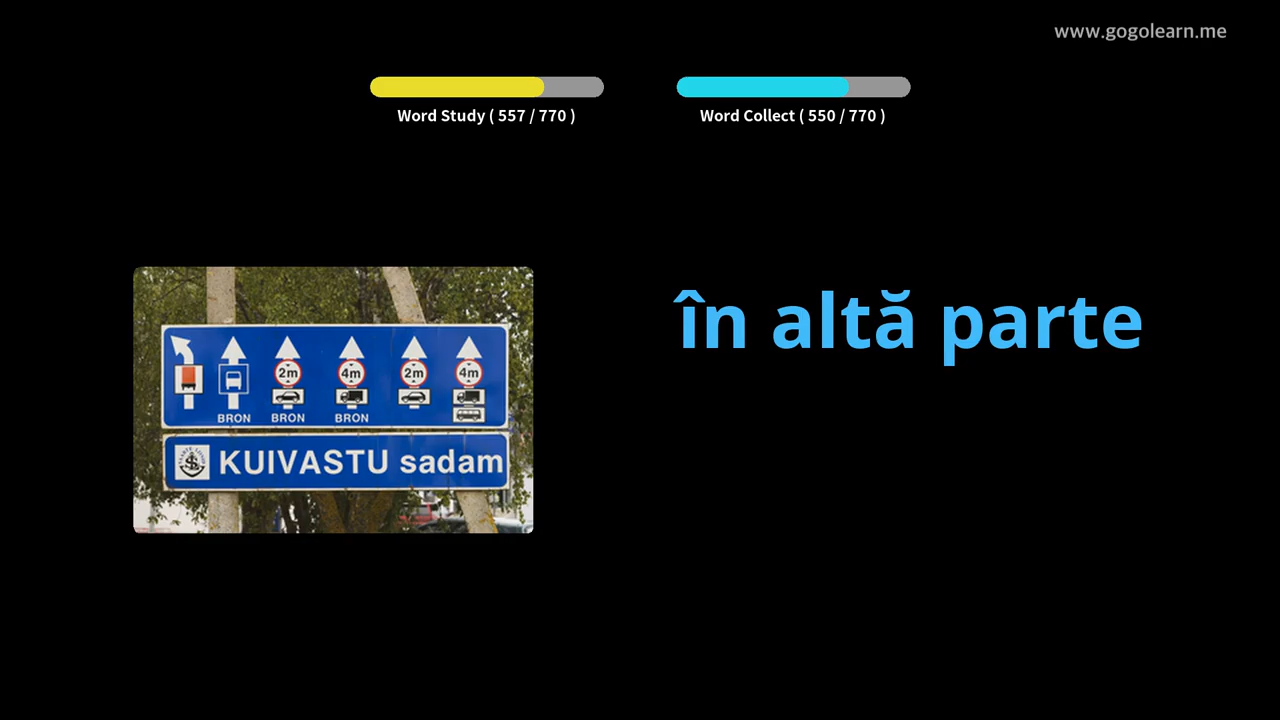 www.gogolearn.me
Word Study ( 557 / 770 )
Word Collect ( 550 / 770 )
în altă parte
2m
4m
2m
4m
BRON
BRON
BRON
KUIVASTU sadam